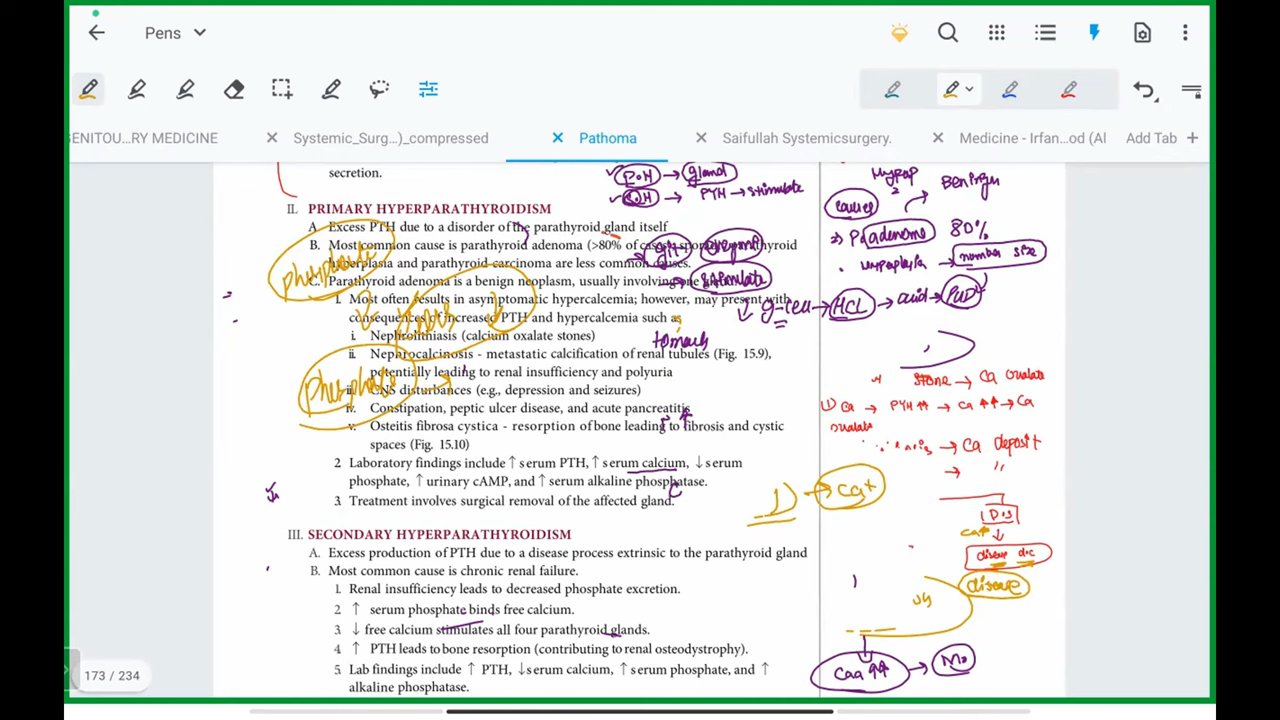 Pens
GENITOU...RY MEDICINE
Systemic_Surg...)_compressed
Pathoma
Saifullah Systemicsurgery.
Medicine - Irfan...od (Al
Add Tab
secretion.
P.H → gland
S.H → PTH → stimulate
II. PRIMARY HYPERPARATHYROIDISM
A. Excess PTH due to a disorder of the parathyroid gland itself
B. Most common cause is parathyroid adenoma (>80% of cases); sporadic parathyroid
hyperplasia and parathyroid carcinoma are less common causes.
C. Parathyroid adenoma is a benign neoplasm, usually involving one
1. Most often results in asymptomatic hypercalcemia; however, may present with
consequences of increased PTH and hypercalcemia such as
i. Nephrolithiasis (calcium oxalate stones)
ii. Nephrocalcinosis - metastatic calcification of renal tubules (Fig. 15.9),
potentially leading to renal insufficiency and polyuria
iii. CNS disturbances (e.g., depression and seizures)
iv. Constipation, peptic ulcer disease, and acute pancreatitis
v. Osteitis fibrosa cystica - resorption of bone leading to fibrosis and cystic
spaces (Fig. 15.10)
2 Laboratory findings include ↑ serum PTH, ↑ serum calcium, ↓ serum
phosphate, ↑ urinary cAMP, and ↑ serum alkaline phosphatase.
3 Treatment involves surgical removal of the affected gland.
III. SECONDARY HYPERPARATHYROIDISM
A. Excess production of PTH due to a disease process extrinsic to the parathyroid gland
B. Most common cause is chronic renal failure.
1. Renal insufficiency leads to decreased phosphate excretion.
2 ↑ serum phosphate binds free calcium.
3. ↓ free calcium stimulates all four parathyroid glands.
4. ↑ PTH leads to bone resorption (contributing to renal osteodystrophy).
5. Lab findings include ↑ PTH, ↓ serum calcium, ↑ serum phosphate, and ↑
alkaline phosphatase.
phosphate
git
stimulate
g-cell → HCL → acid → PUD
causes
adenoma 80%
number size
stone → Ca oxalate
1) Ca → PTH ↑↑ → Ca ↑↑ → Ca
oxalate
→ Ca deposit
1) → Ca+
disease
173 / 234